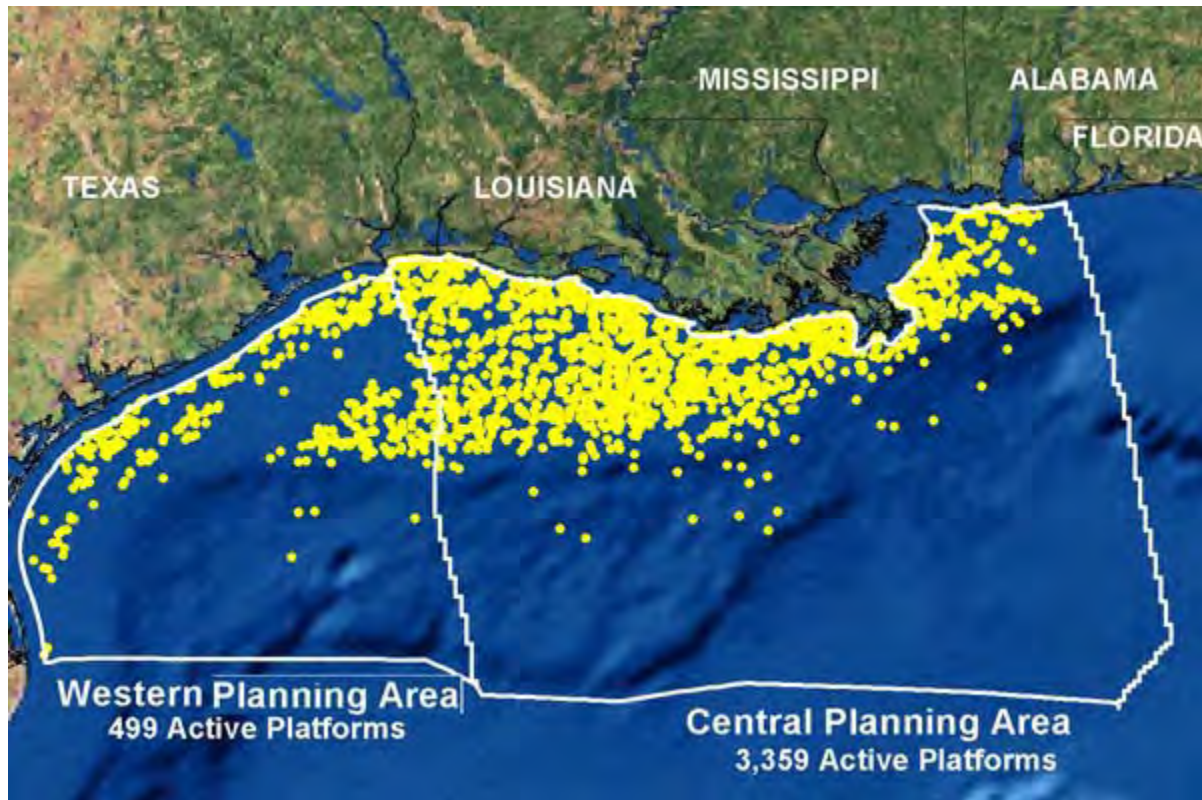 MISSISSIPPI
ALABAMA
FLORIDA
TEXAS
LOUISIANA
Western Planning Area
499 Active Platforms
Central Planning Area
3,359 Active Platforms